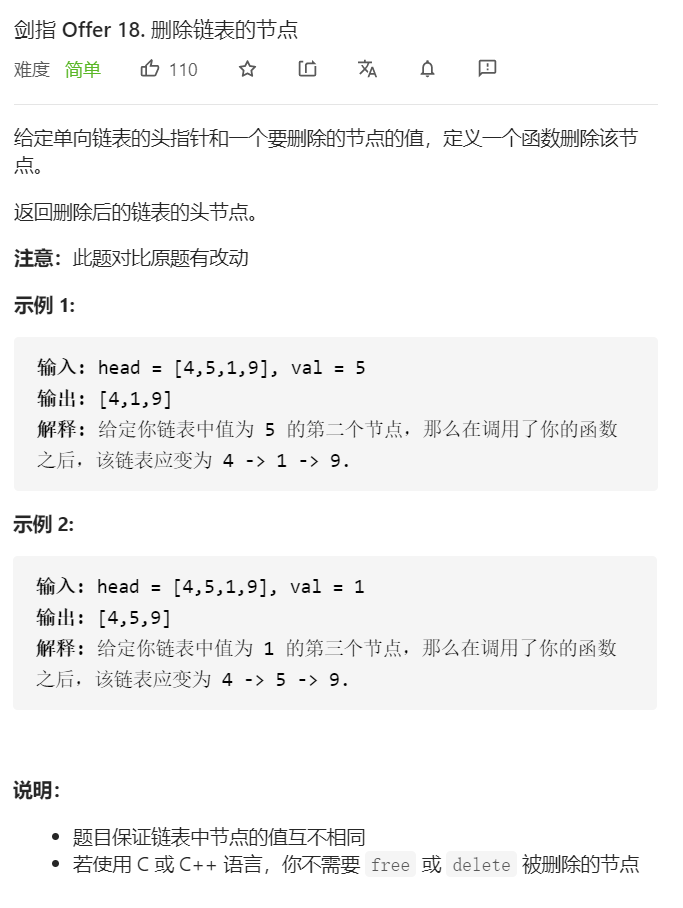 剑指 Offer 18. 删除链表的节点
难度 简单 110
给定单向链表的头指针和一个要删除的节点的值，定义一个函数删除该节
点。
返回删除后的链表的头节点。
注意：此题对比原题有改动
示例 1:
输入: head = [4,5,1,9], val = 5
输出: [4,1,9]
解释: 给定你链表中值为 5 的第二个节点，那么在调用了你的函数
之后，该链表应变为 4 -> 1 -> 9.
示例 2:
输入: head = [4,5,1,9], val = 1
输出: [4,5,9]
解释: 给定你链表中值为 1 的第三个节点，那么在调用了你的函数
之后，该链表应变为 4 -> 5 -> 9.
说明：
• 题目保证链表中节点的值互不相同
• 若使用 C 或 C++ 语言，你不需要 free 或 delete 被删除的节点